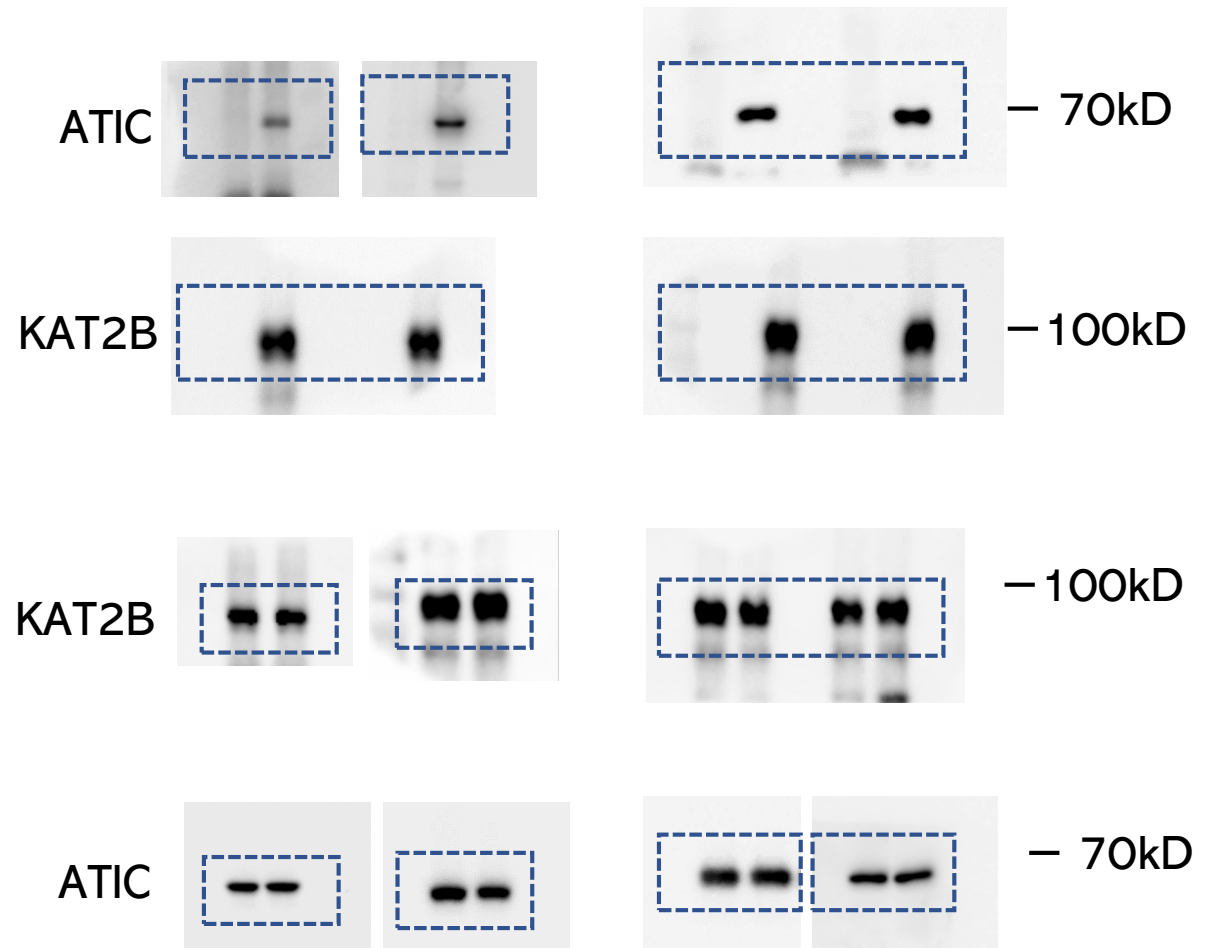 ATIC
— 70kD
KAT2B
— 100kD
KAT2B
— 100kD
ATIC
— 70kD